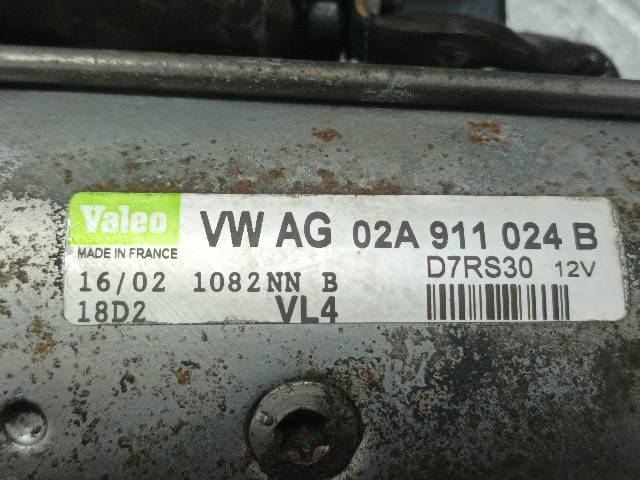 Valeo
MADE IN FRANCE
VW AG 02A 911 024 B
D7RS30 12V
16/02 1082NN B
18D2 VL4